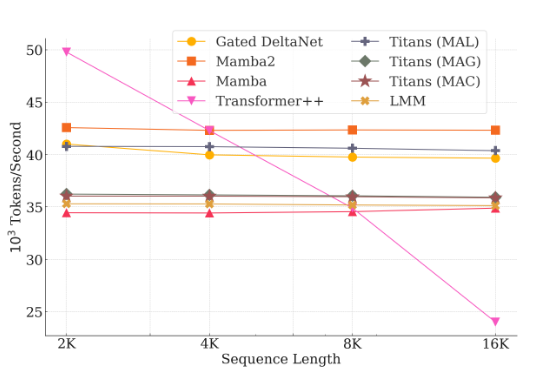 Gated DeltaNet
Mamba2
Mamba
Transformer++
Titans (MAL)
Titans (MAG)
Titans (MAC)
LMM
10³ Tokens/Second
50
45
40
35
30
25
2K
4K
8K
16K
Sequence Length